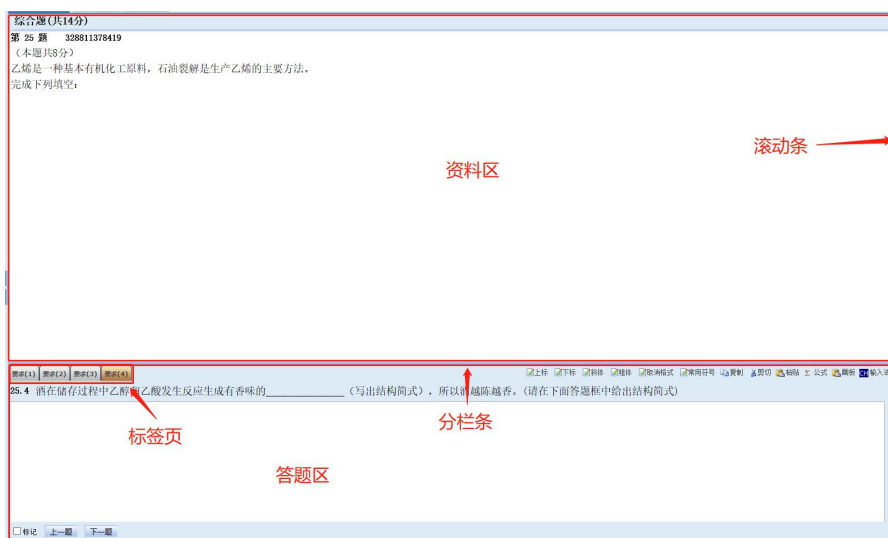 综合题(共14分)
第 25 题 328811378419
（本题共8分）
乙烯是一种基本有机化工原料，石油裂解是生产乙烯的主要方法。
完成下列填空：
滚动条
资料区
要求(1) 要求(2) 要求(3) 要求(4) 上标 下标 斜体 粗体 取消格式 常用符号 复制 剪切 粘贴 Σ 公式 画板 CH 输入法
25.4 酒在储存过程中乙醇和乙酸发生反应生成有香味的______________（写出结构简式），所以酒越陈越香。(请在下面答题框中给出结构简式)
标签页
分栏条
答题区
标记 上一题 下一题